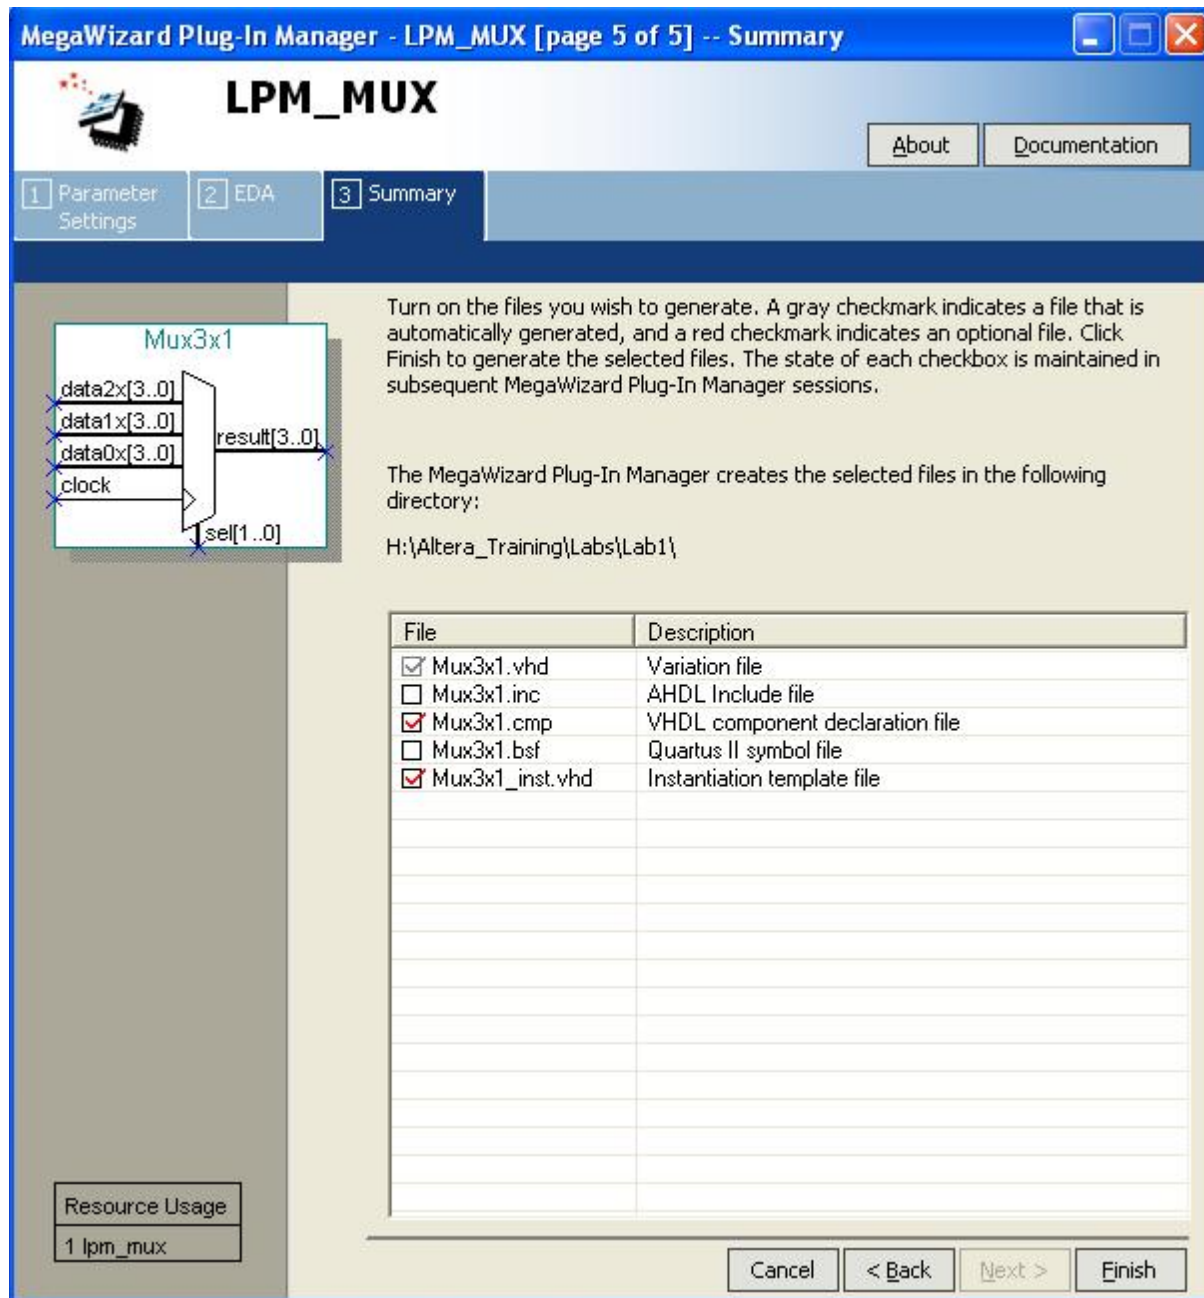 MegaWizard Plug-In Manager - LPM_MUX [page 5 of 5] -- Summary
LPM_MUX
About
Documentation
1 Parameter Settings
2 EDA
3 Summary
Turn on the files you wish to generate. A gray checkmark indicates a file that is
automatically generated, and a red checkmark indicates an optional file. Click
Finish to generate the selected files. The state of each checkbox is maintained in
subsequent MegaWizard Plug-In Manager sessions.
The MegaWizard Plug-In Manager creates the selected files in the following
directory:
H:\Altera_Training\Labs\Lab1\
Mux3x1
data2x[3..0]
data1x[3..0]
data0x[3..0]
clock
result[3..0]
sel[1..0]
File Description
Mux3x1.vhd Variation file
Mux3x1.inc AHDL Include file
Mux3x1.cmp VHDL component declaration file
Mux3x1.bsf Quartus II symbol file
Mux3x1_inst.vhd Instantiation template file
Resource Usage
1 lpm_mux
Cancel
< Back
Next >
Finish